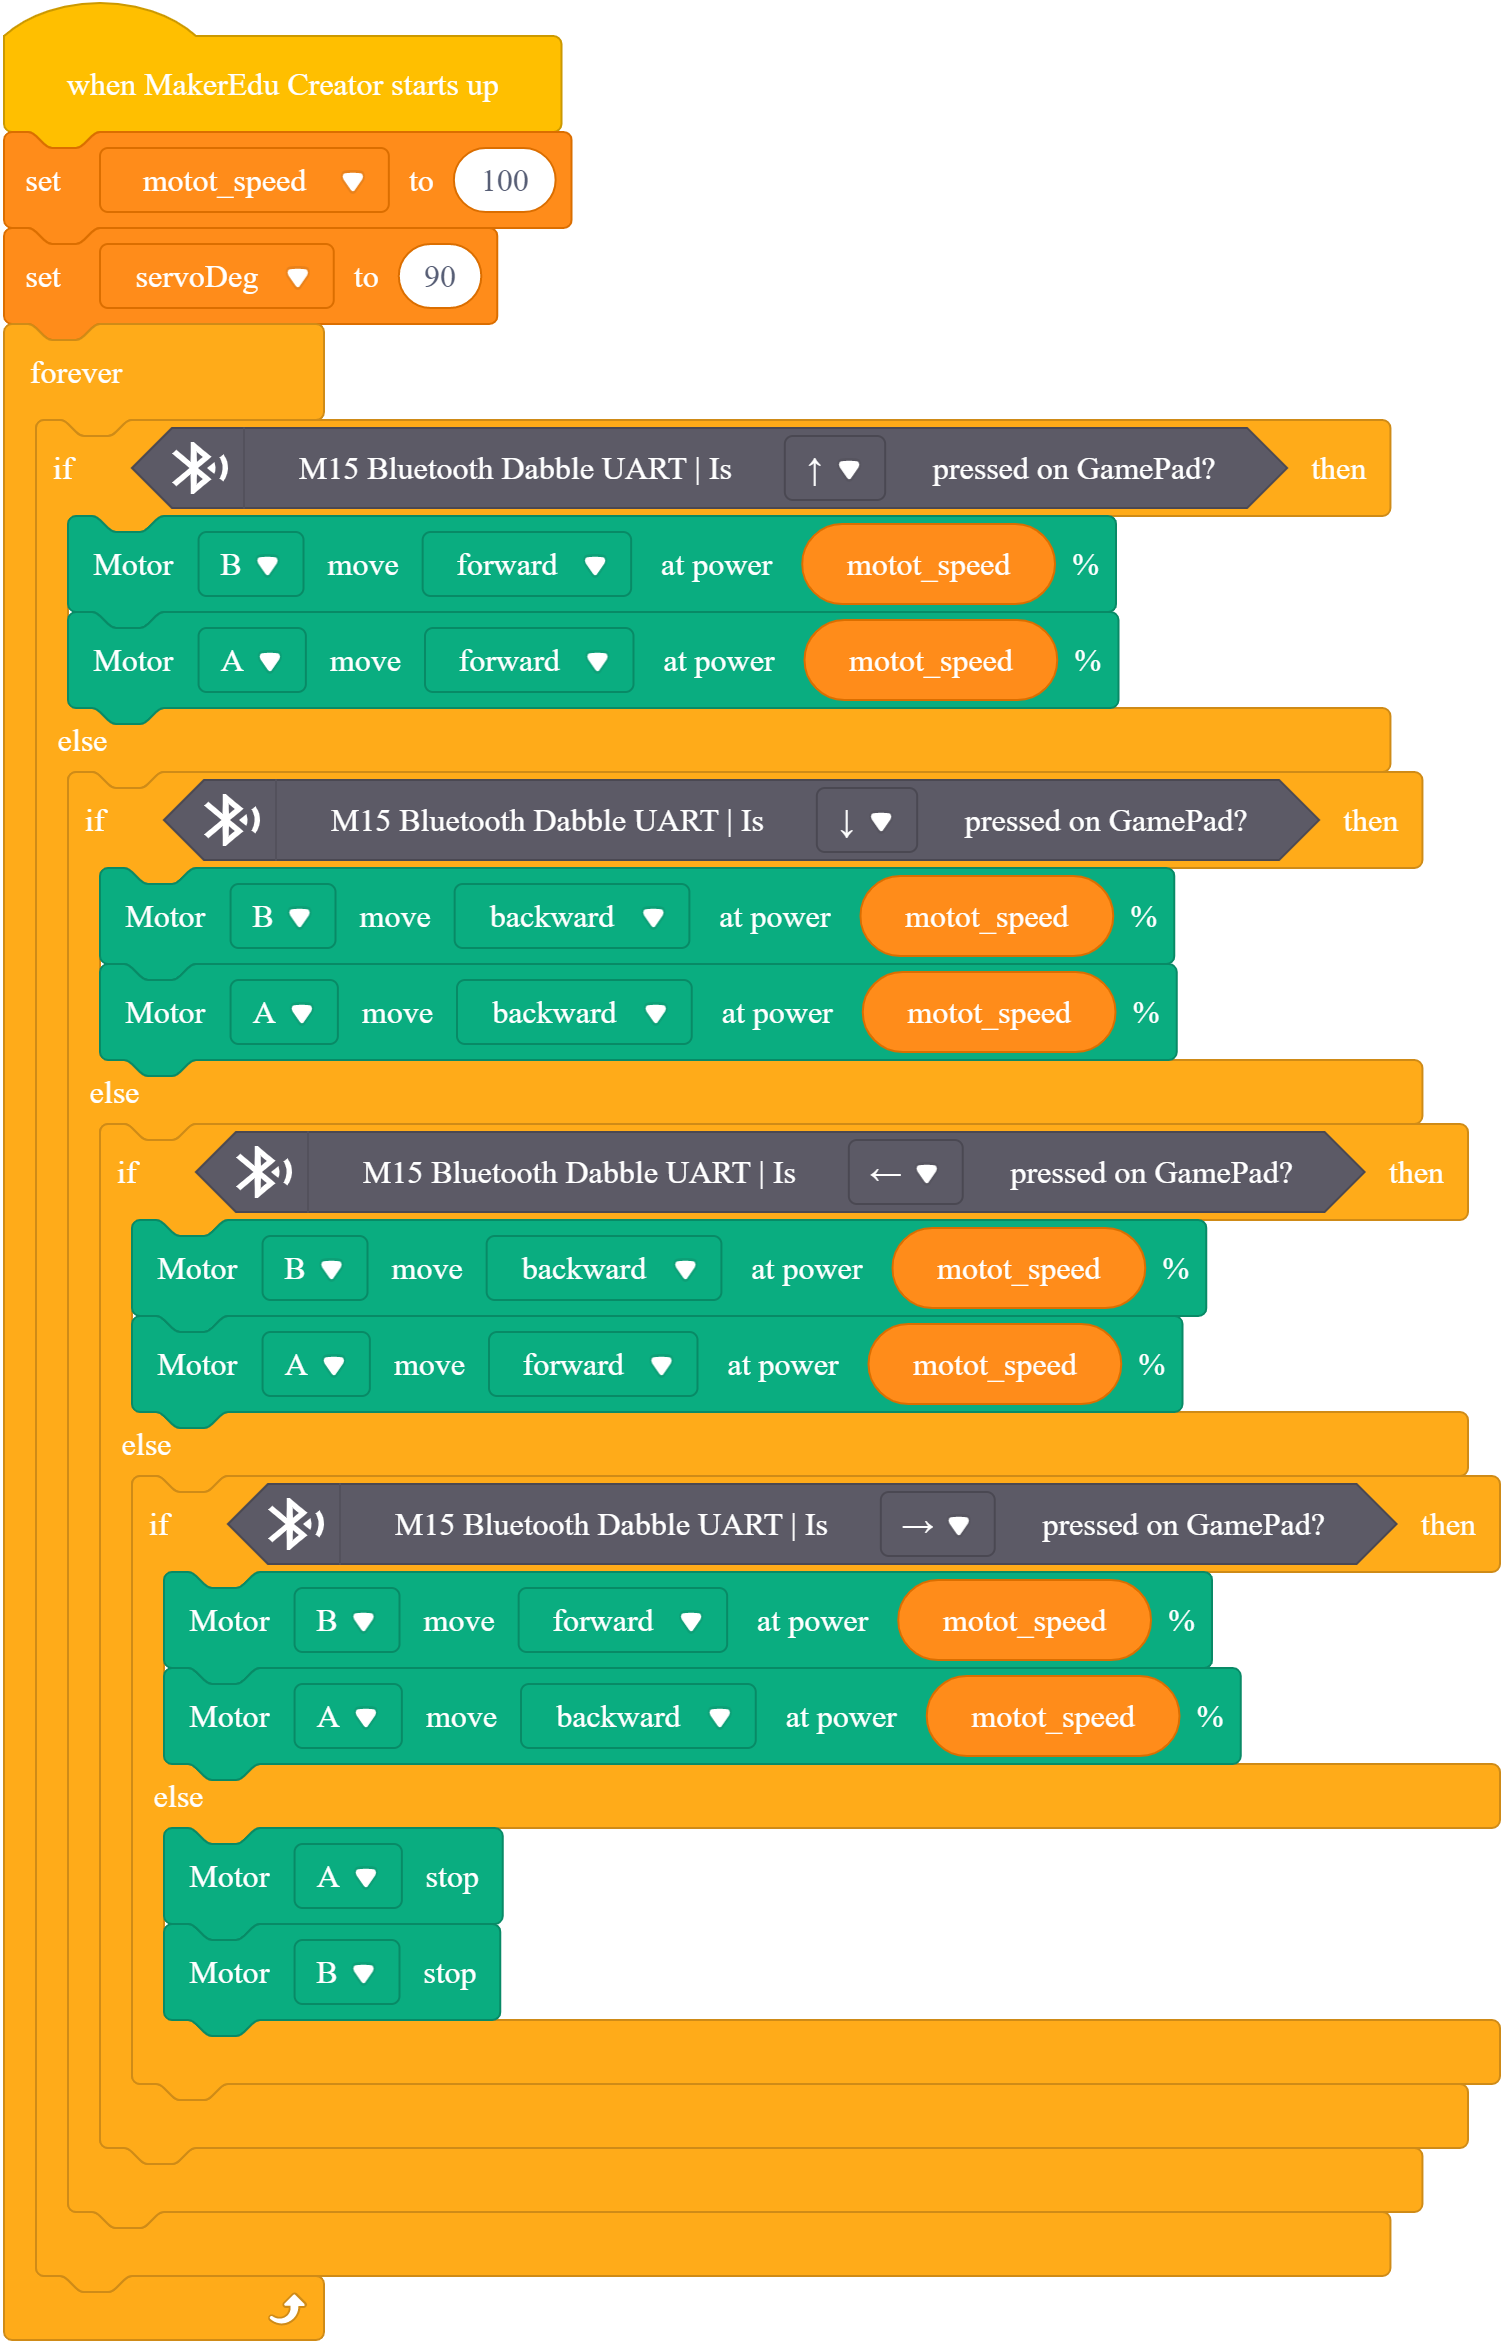 when MakerEdu Creator starts up
set motot_speed to 100
set servoDeg to 90
forever
if M15 Bluetooth Dabble UART | Is ↑ pressed on GamePad? then
Motor B move forward at power motot_speed %
Motor A move forward at power motot_speed %
else
if M15 Bluetooth Dabble UART | Is ↓ pressed on GamePad? then
Motor B move backward at power motot_speed %
Motor A move backward at power motot_speed %
else
if M15 Bluetooth Dabble UART | Is ← pressed on GamePad? then
Motor B move backward at power motot_speed %
Motor A move forward at power motot_speed %
else
if M15 Bluetooth Dabble UART | Is → pressed on GamePad? then
Motor B move forward at power motot_speed %
Motor A move backward at power motot_speed %
else
Motor A stop
Motor B stop